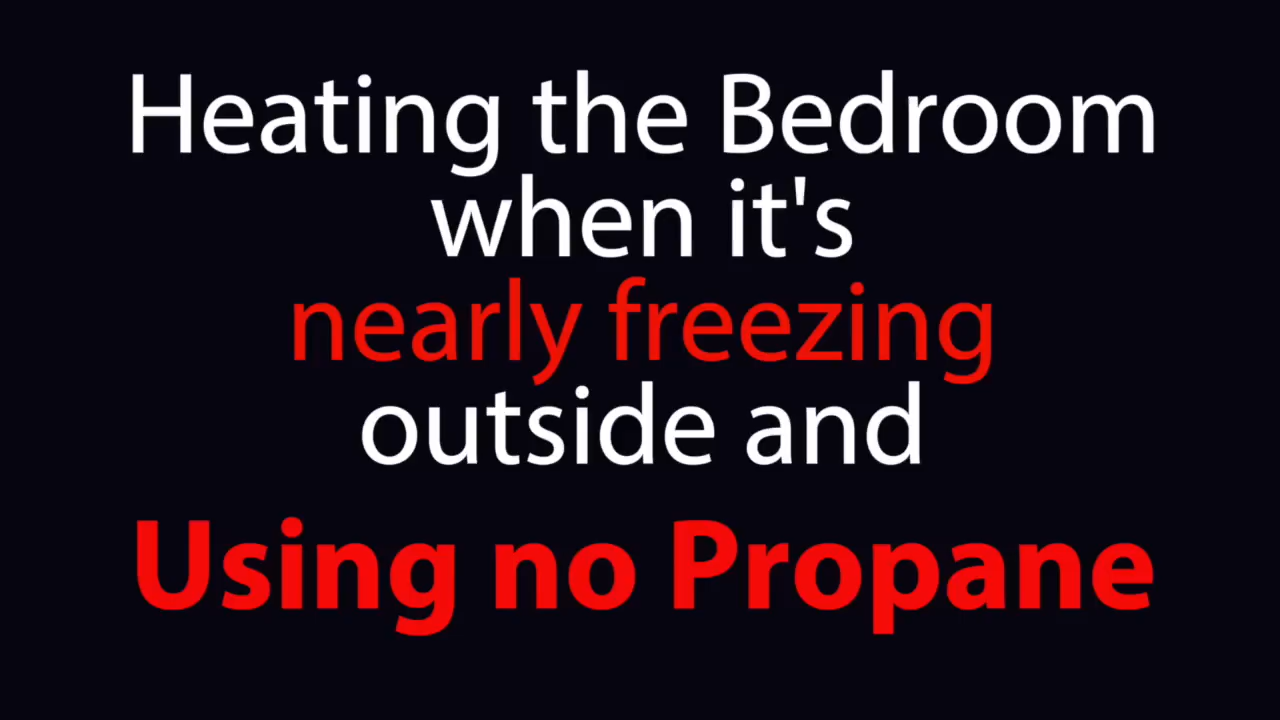 Heating the Bedroom
when it's
nearly freezing
outside and
Using no Propane